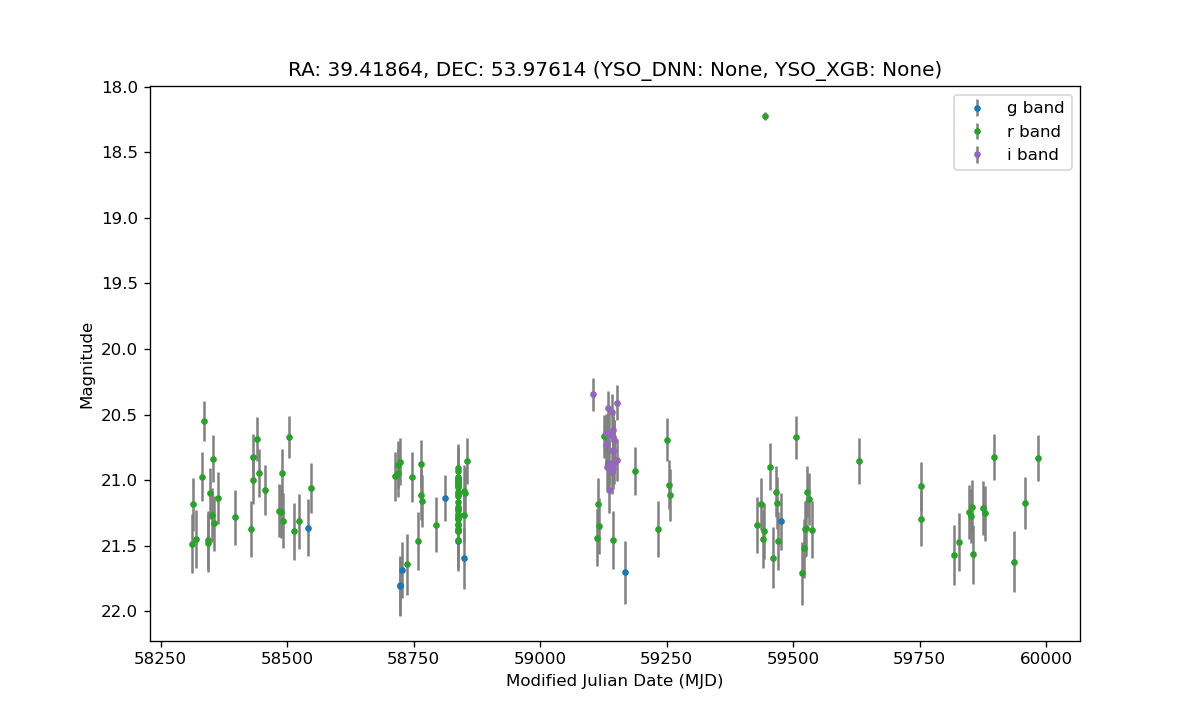 RA: 39.41864, DEC: 53.97614 (YSO_DNN: None, YSO_XGB: None)
g band
r band
i band
Magnitude
18.0
18.5
19.0
19.5
20.0
20.5
21.0
21.5
22.0
58250 58500 58750 59000 59250 59500 59750 60000
Modified Julian Date (MJD)